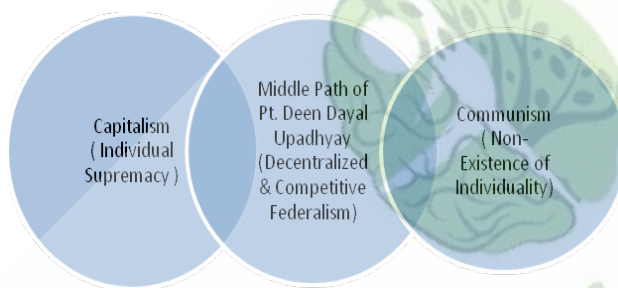 Capitalism
( Individual
Supremacy )
Middle Path of
Pt. Deen Dayal
Upadhyay
(Decentralized
& Competitive
Federalism)
Communism
( Non-
Existence of
Individuality)